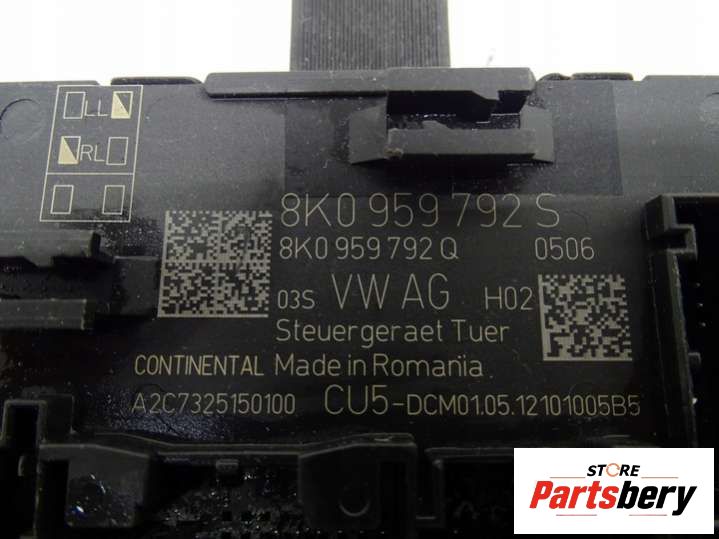 LL
RL
8K0 959 792 S
8K0 959 792 Q 0506
03S VW AG H02
Steuergeraet Tuer
CONTINENTAL Made in Romania
A2C7325150100 CU5-DCM01.05.12101005B5
STORE
Partsbery